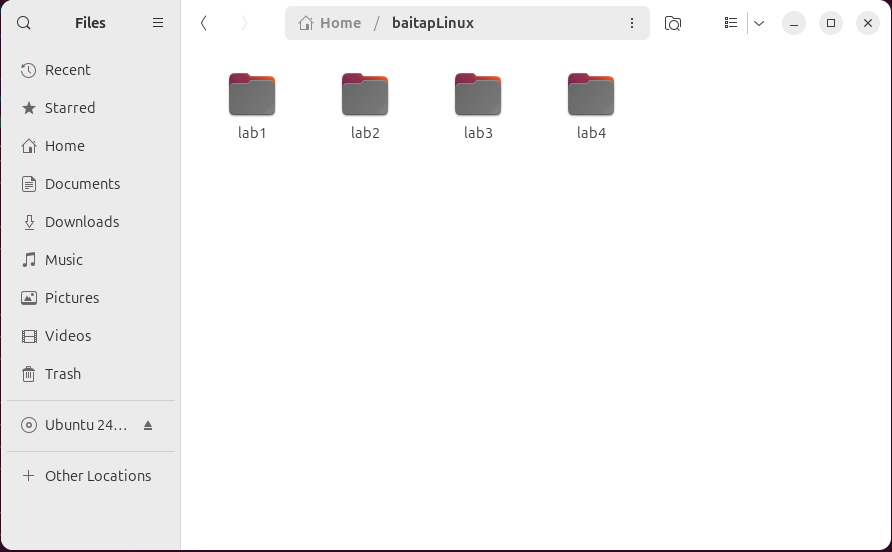 Files
Home / baitapLinux
Recent
Starred
Home
Documents
Downloads
Music
Pictures
Videos
Trash
Ubuntu 24...
Other Locations
lab1
lab2
lab3
lab4